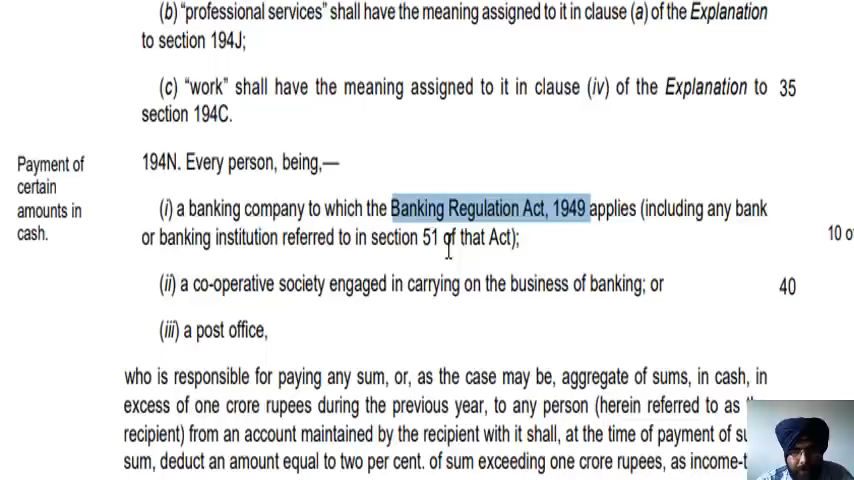 (b) “professional services” shall have the meaning assigned to it in clause (a) of the Explanation
to section 194J;
(c) “work” shall have the meaning assigned to it in clause (iv) of the Explanation to
section 194C.
35
Payment of
certain
amounts in
cash.
194N. Every person, being,—
(i) a banking company to which the Banking Regulation Act, 1949 applies (including any bank
or banking institution referred to in section 51 of that Act);
10
(ii) a co-operative society engaged in carrying on the business of banking; or
40
(iii) a post office,
who is responsible for paying any sum, or, as the case may be, aggregate of sums, in cash, in
excess of one crore rupees during the previous year, to any person (herein referred to as
recipient) from an account maintained by the recipient with it shall, at the time of payment of
sum, deduct an amount equal to two per cent. of sum exceeding one crore rupees, as